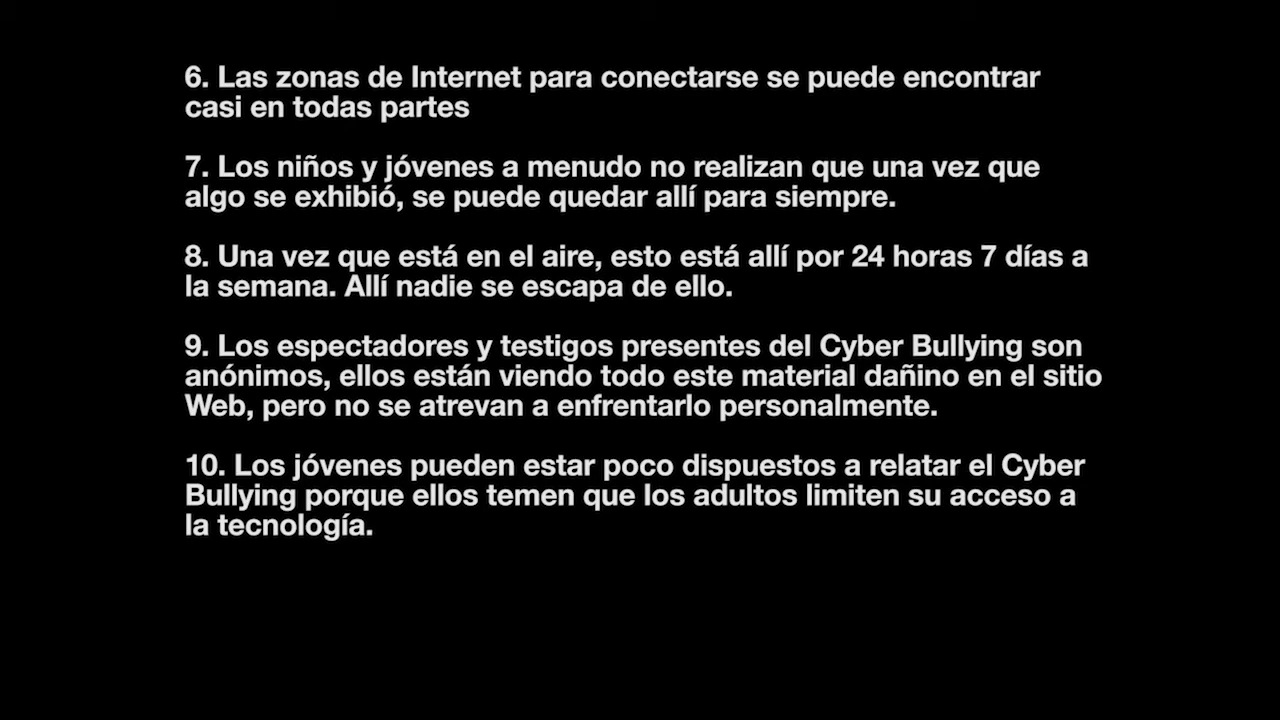 6. Las zonas de Internet para conectarse se puede encontrar
casi en todas partes
7. Los niños y jóvenes a menudo no realizan que una vez que
algo se exhibió, se puede quedar allí para siempre.
8. Una vez que está en el aire, esto está allí por 24 horas 7 días a
la semana. Allí nadie se escapa de ello.
9. Los espectadores y testigos presentes del Cyber Bullying son
anónimos, ellos están viendo todo este material dañino en el sitio
Web, pero no se atrevan a enfrentarlo personalmente.
10. Los jóvenes pueden estar poco dispuestos a relatar el Cyber
Bullying porque ellos temen que los adultos limiten su acceso a
la tecnología.